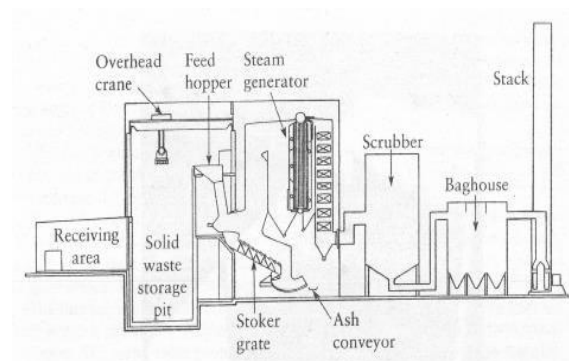 Overhead
crane
Feed
hopper
Steam
generator
Stack
Scrubber
Baghouse
Receiving
area
Solid
waste
storage
pit
Stoker
grate
Ash
conveyor